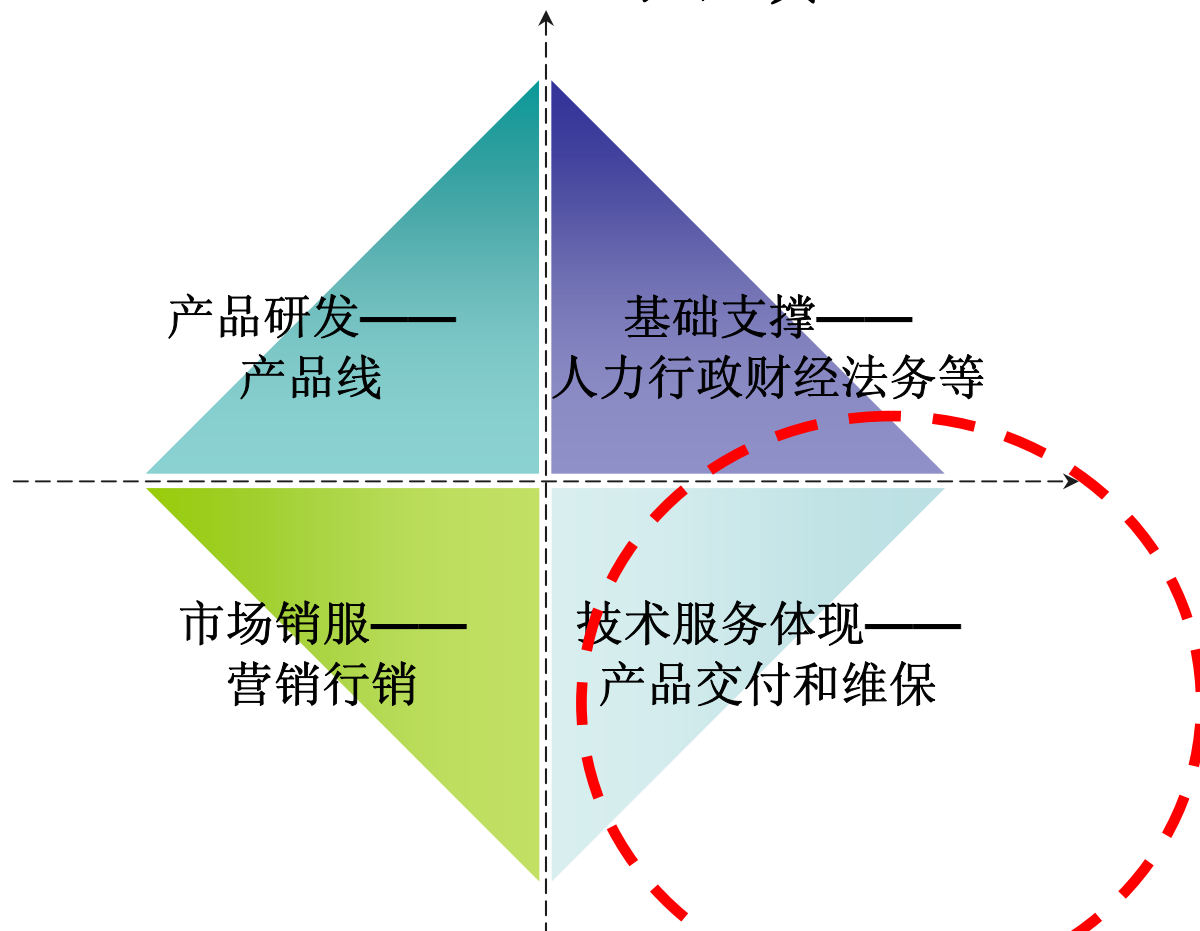 产品研发——
产品线
基础支撑——
人力行政财经法务等
市场销服——
营销行销
技术服务体现——
产品交付和维保